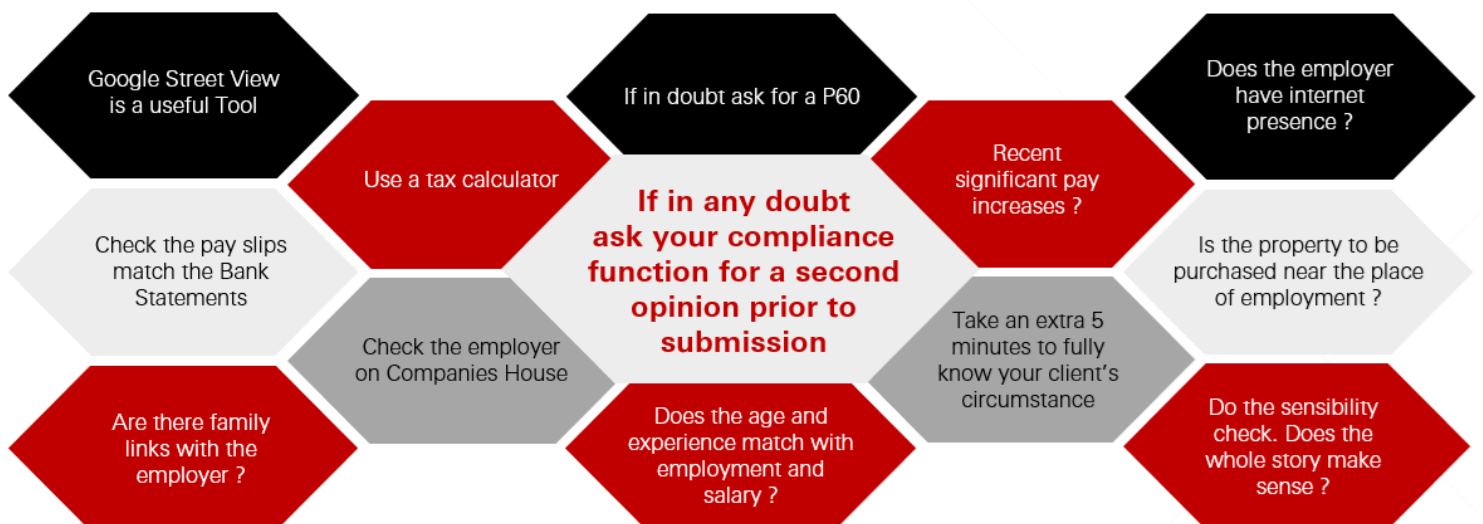 Google Street View
is a useful Tool
If in doubt ask for a P60
Does the employer
have internet
presence ?
Use a tax calculator
Recent
significant pay
increases ?
If in any doubt
ask your compliance
function for a second
opinion prior to
submission
Check the pay slips
match the Bank
Statements
Is the property to be
purchased near the place
of employment ?
Check the employer
on Companies House
Take an extra 5
minutes to fully
know your client's
circumstance
Are there family
links with the
employer ?
Does the age and
experience match with
employment and
salary ?
Do the sensibility
check. Does the
whole story make
sense ?